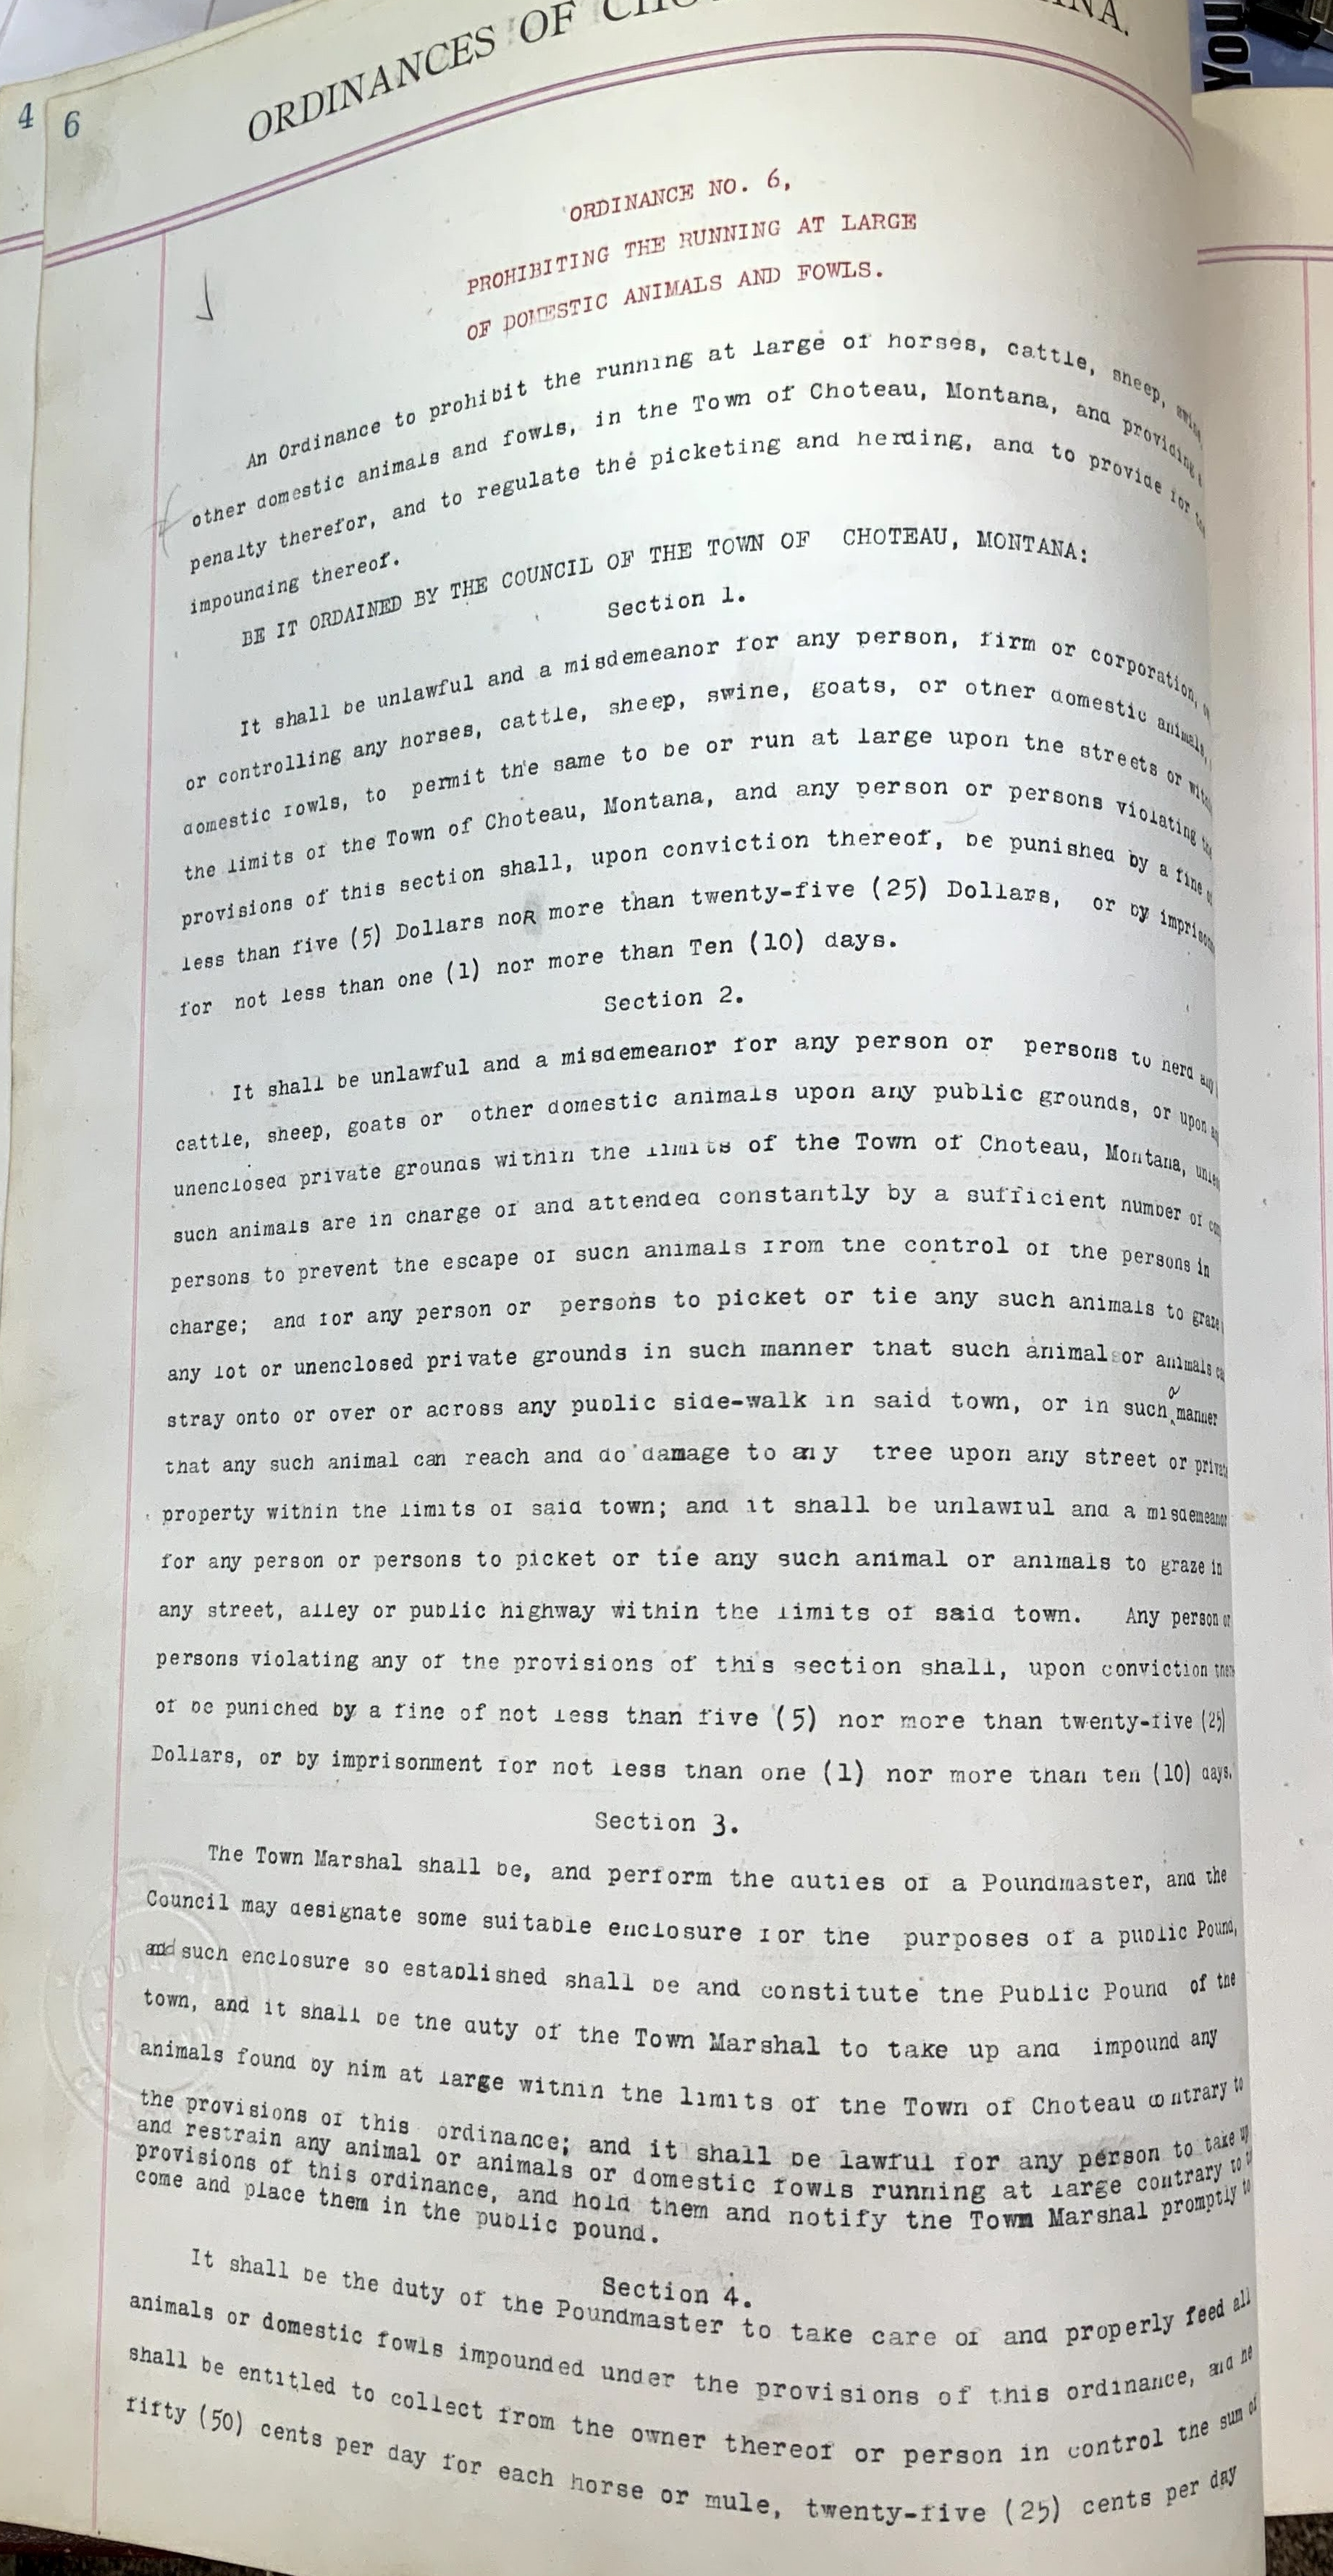 4 6
ORDINANCES OF
You
ORDINANCE NO. 6,
PROHIBITING THE RUNNING AT LARGE
OF DOMESTIC ANIMALS AND FOWLS.
An Ordinance to prohibit the running at large of horses, cattle, sheep, swine,
other domestic animals and fowls, in the Town of Choteau, Montana, and providing
penalty therefor, and to regulate the picketing and herding, and to provide for
impounding thereof.
BE IT ORDAINED BY THE COUNCIL OF THE TOWN OF CHOTEAU, MONTANA:
Section 1.
It shall be unlawful and a misdemeanor for any person, firm or corporation,
or controlling any horses, cattle, sheep, swine, goats, or other domestic animals,
domestic fowls, to permit the same to be or run at large upon the streets or
the limits of the Town of Choteau, Montana, and any person or persons violating
provisions of this section shall, upon conviction thereof, be punished by a fine
less than five (5) Dollars noR more than twenty-five (25) Dollars, or by
for not less than one (1) nor more than Ten (10) days.
Section 2.
It shall be unlawful and a misdemeanor for any person or persons to herd any
cattle, sheep, goats or other domestic animals upon any public grounds, or upon
unenclosed private grounds within the limits of the Town of Choteau, Montana,
such animals are in charge of and attended constantly by a sufficient number of
persons to prevent the escape of such animals from the control of the persons in
charge; and for any person or persons to picket or tie any such animals to graze
any lot or unenclosed private grounds in such manner that such animal or animals
stray onto or over or across any public side-walk in said town, or in such a manner
that any such animal can reach and do damage to any tree upon any street or private
property within the limits of said town; and it shall be unlawful and a misdemeanor
for any person or persons to picket or tie any such animal or animals to graze in
any street, alley or public highway within the limits of said town. Any person or
persons violating any of the provisions of this section shall, upon conviction
of be puniched by a fine of not less than five (5) nor more than twenty-five (25)
Dollars, or by imprisonment for not less than one (1) nor more than ten (10) days.
Section 3.
The Town Marshal shall be, and perform the duties of a Poundmaster, and the
Council may designate some suitable enclosure for the purposes of a public Pound,
and such enclosure so established shall be and constitute the Public Pound of the
town, and it shall be the duty of the Town Marshal to take up and impound any
animals found by him at large within the limits of the Town of Choteau contrary to
the provisions of this ordinance; and it shall be lawful for any person to take up
and restrain any animal or animals or domestic fowls running at large contrary to
provisions of this ordinance, and hold them and notify the Town Marshal promptly to
come and place them in the public pound.
Section 4.
It shall be the duty of the Poundmaster to take care of and properly feed all
animals or domestic fowls impounded under the provisions of this ordinance, and he
shall be entitled to collect from the owner thereof or person in control the sum of
fifty (50) cents per day for each horse or mule, twenty-five (25) cents per day